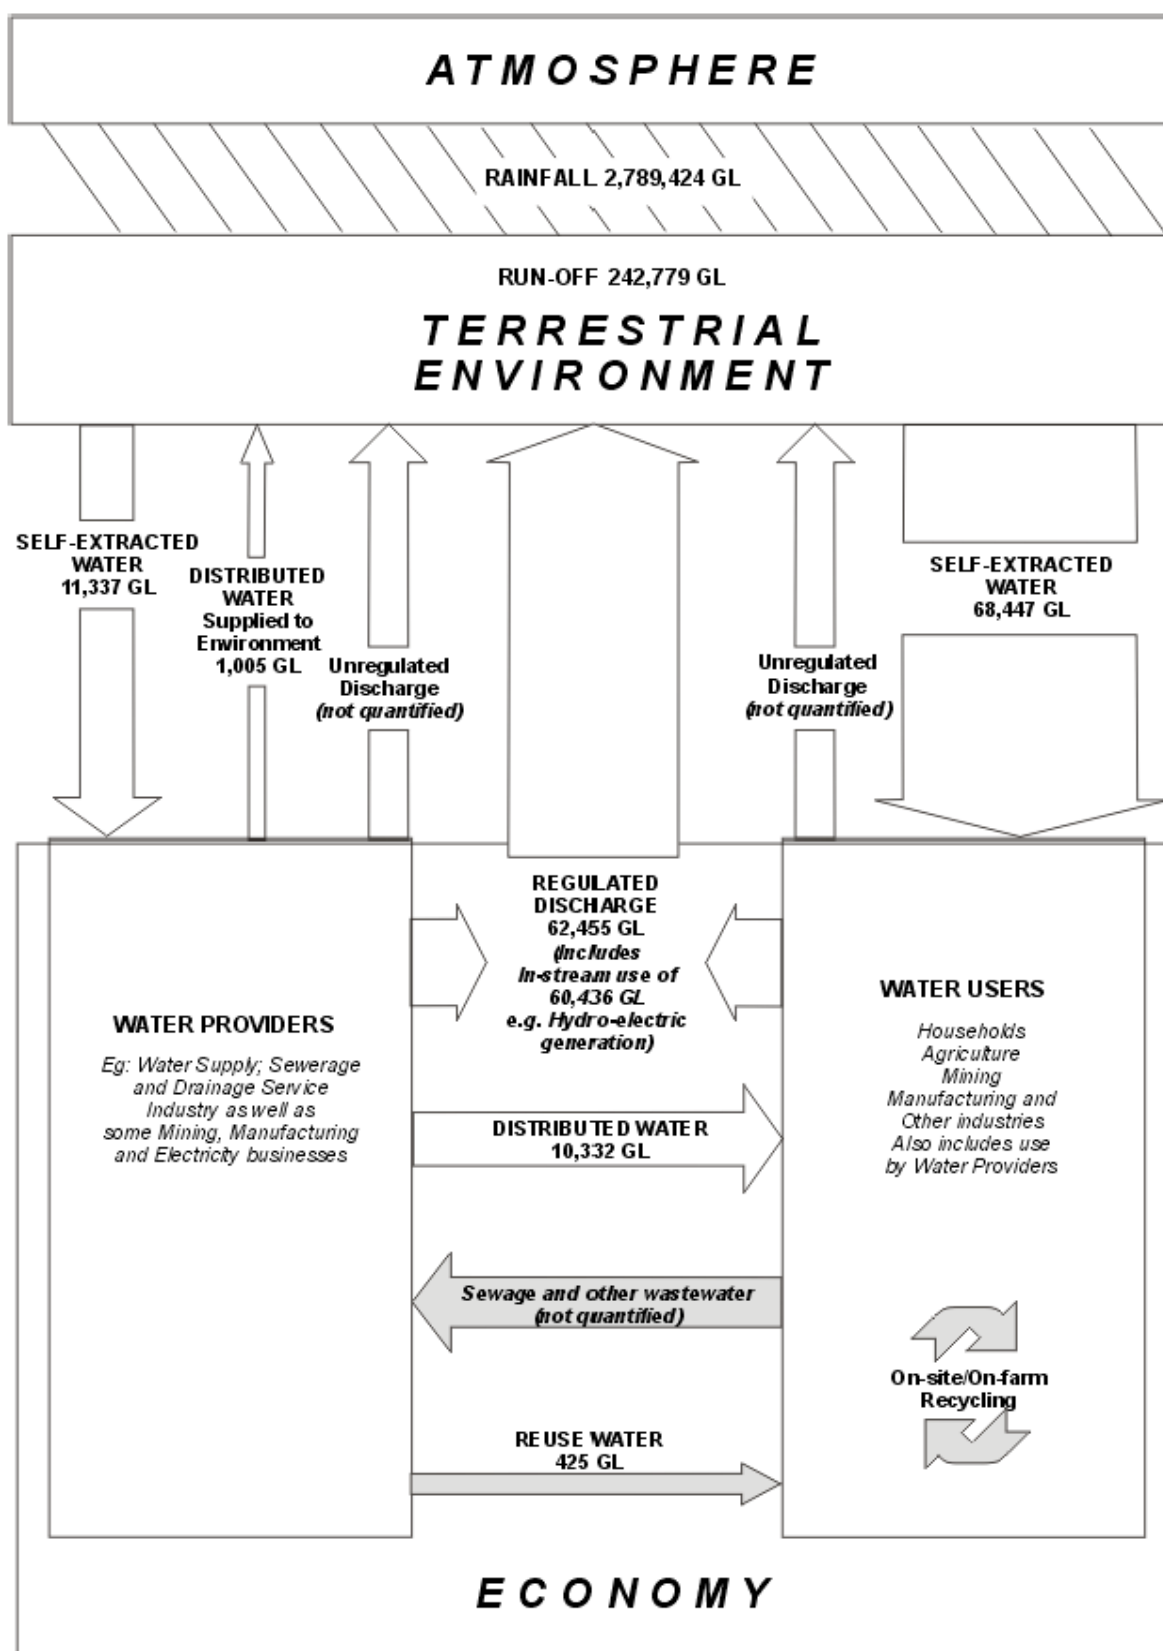 ATMOSPHERE
RAINFALL 2,789,424 GL
RUN-OFF 242,779 GL
TERRESTRIAL
ENVIRONMENT
SELF-EXTRACTED
WATER
11,337 GL
DISTRIBUTED
WATER
Supplied to
Environment
1,005 GL
Unregulated
Discharge
(not quantified)
Unregulated
Discharge
(not quantified)
SELF-EXTRACTED
WATER
68,447 GL
REGULATED
DISCHARGE
62,455 GL
(Includes
In-stream use of
60,436 GL
e.g. Hydro-electric
generation)
WATER PROVIDERS
Eg: Water Supply; Sewerage
and Drainage Service
Industry as well as
some Mining, Manufacturing
and Electricity businesses
WATER USERS
Households
Agriculture
Mining
Manufacturing and
Other industries
Also includes use
by Water Providers
DISTRIBUTED WATER
10,332 GL
Sewage and other wastewater
(not quantified)
On-site/On-farm
Recycling
REUSE WATER
425 GL
ECONOMY